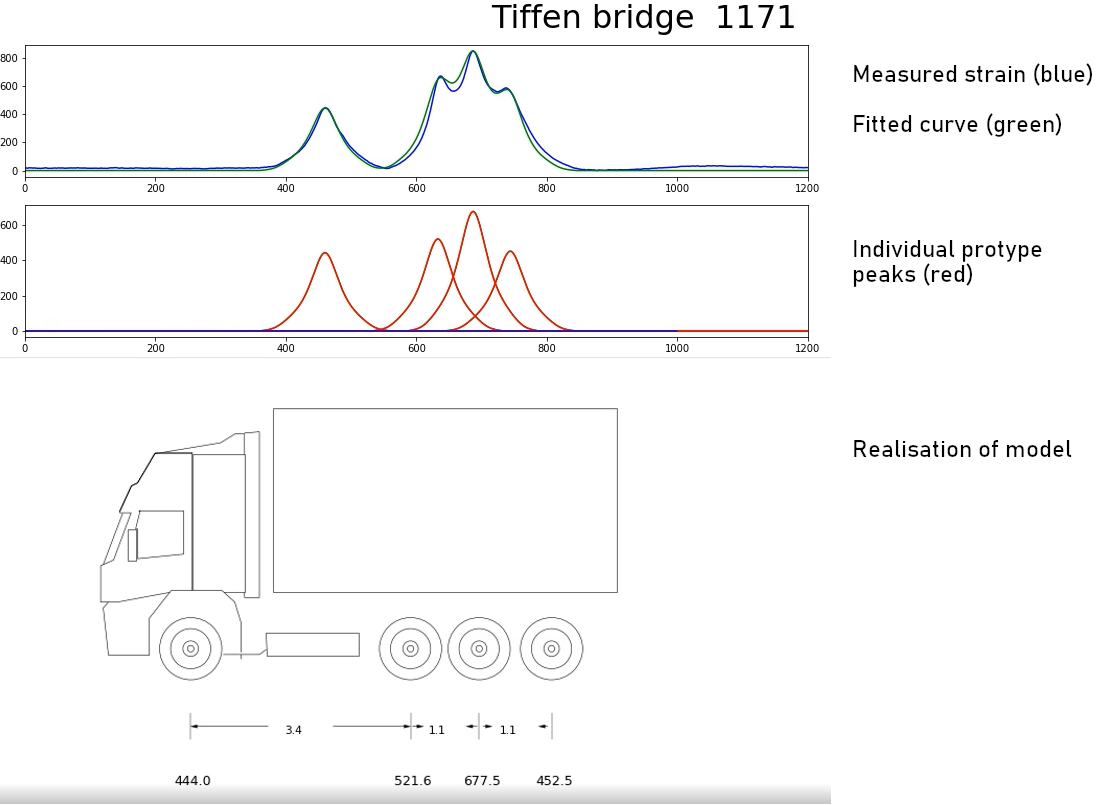 Tiffen bridge 1171
800
600
400
200
0
0 200 400 600 800 1000 1200
Measured strain (blue)
Fitted curve (green)
600
400
200
0
0 200 400 600 800 1000 1200
Individual protype
peaks (red)
Realisation of model
3.4 1.1 1.1
444.0 521.6 677.5 452.5